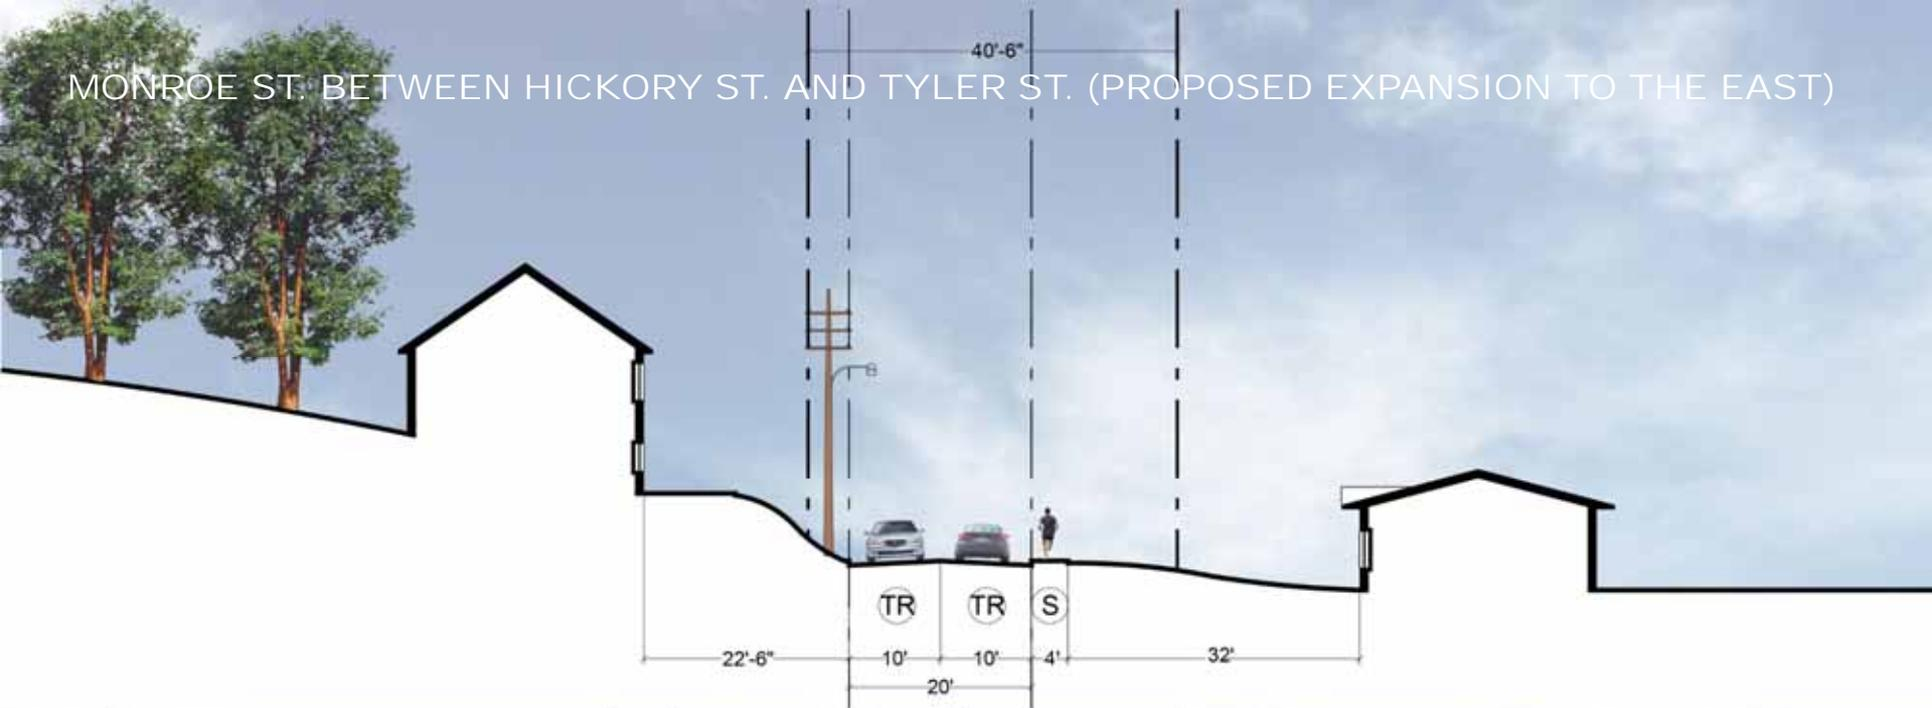 40'-6"
MONROE ST. BETWEEN HICKORY ST. AND TYLER ST. (PROPOSED EXPANSION TO THE EAST)
TR TR S
22'-6" 10' 10' 4' 32'
20'